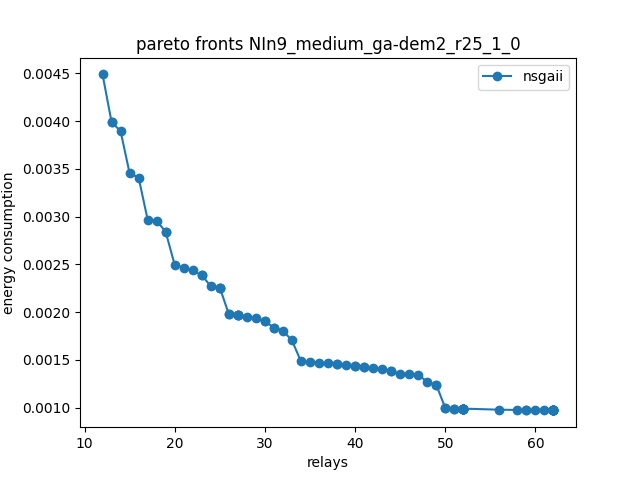 pareto fronts NIn9_medium_ga-dem2_r25_1_0
nsgaii
energy consumption
0.0045
0.0040
0.0035
0.0030
0.0025
0.0020
0.0015
0.0010
10 20 30 40 50 60
relays